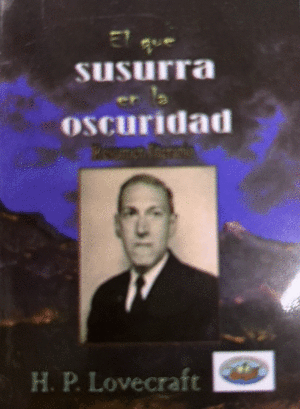 El que
susurra
en la
oscuridad
H. P. Lovecraft